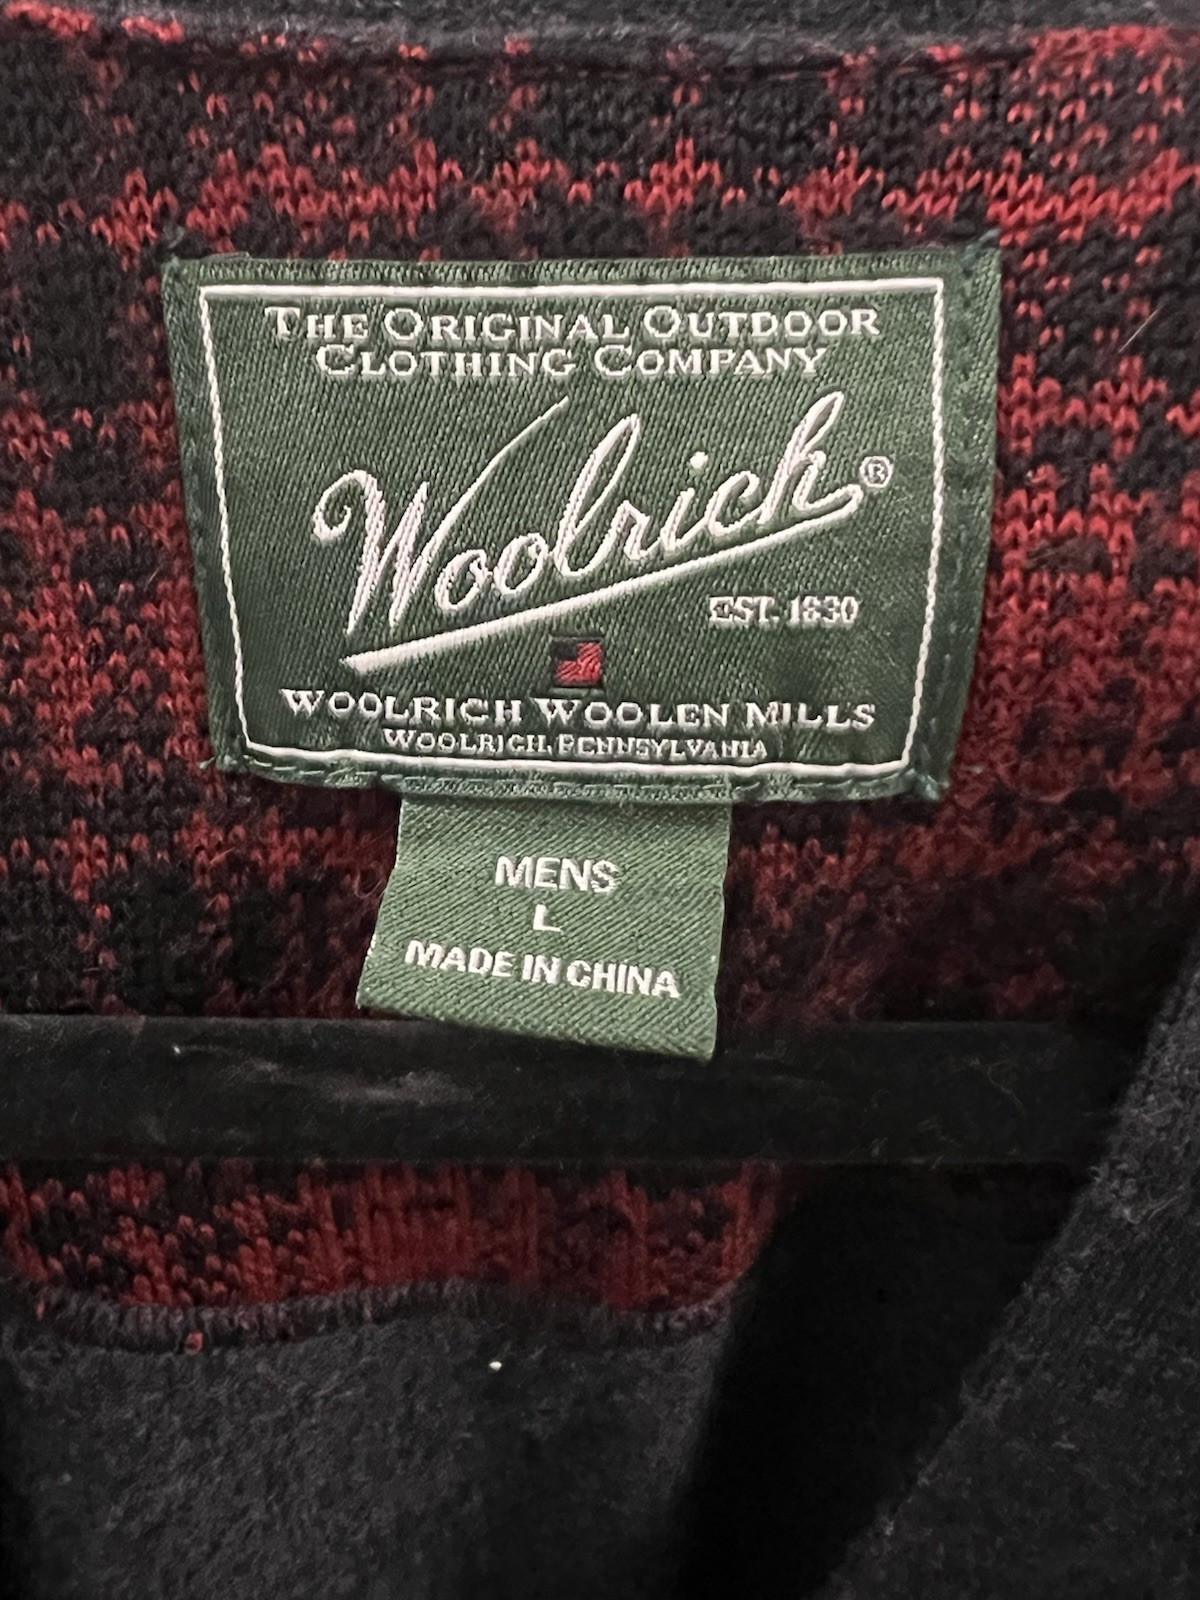 THE ORIGINAL OUTDOOR
CLOTHING COMPANY
Woolrich®
EST. 1830
WOOLRICH WOOLEN MILLS
WOOLRICH, PENNSYLVANIA
MENS
L
MADE IN CHINA